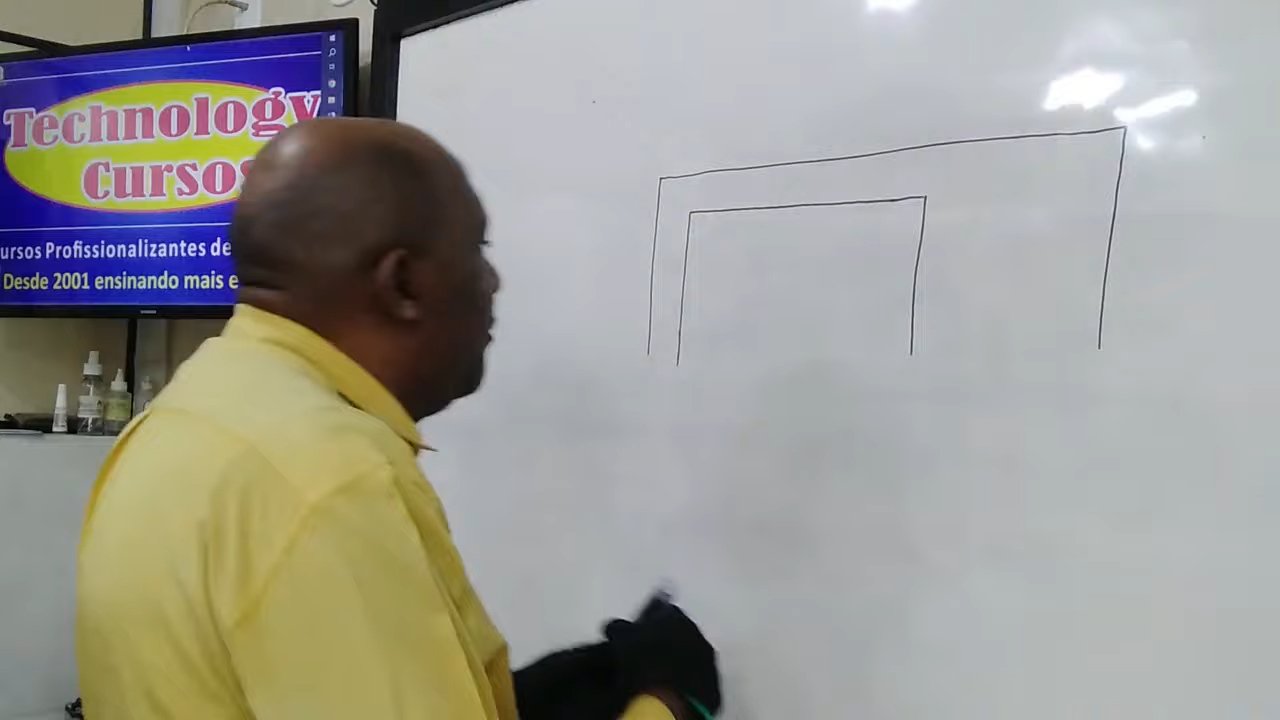 Technology
Cursos
ursos Profissionalizantes de
Desde 2001 ensinando mais e